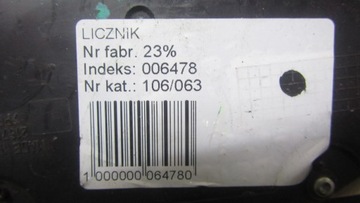 LICZNiK
Nr fabr. 23%
Indeks: 006478
Nr kat.: 106/063
1 000000 064780